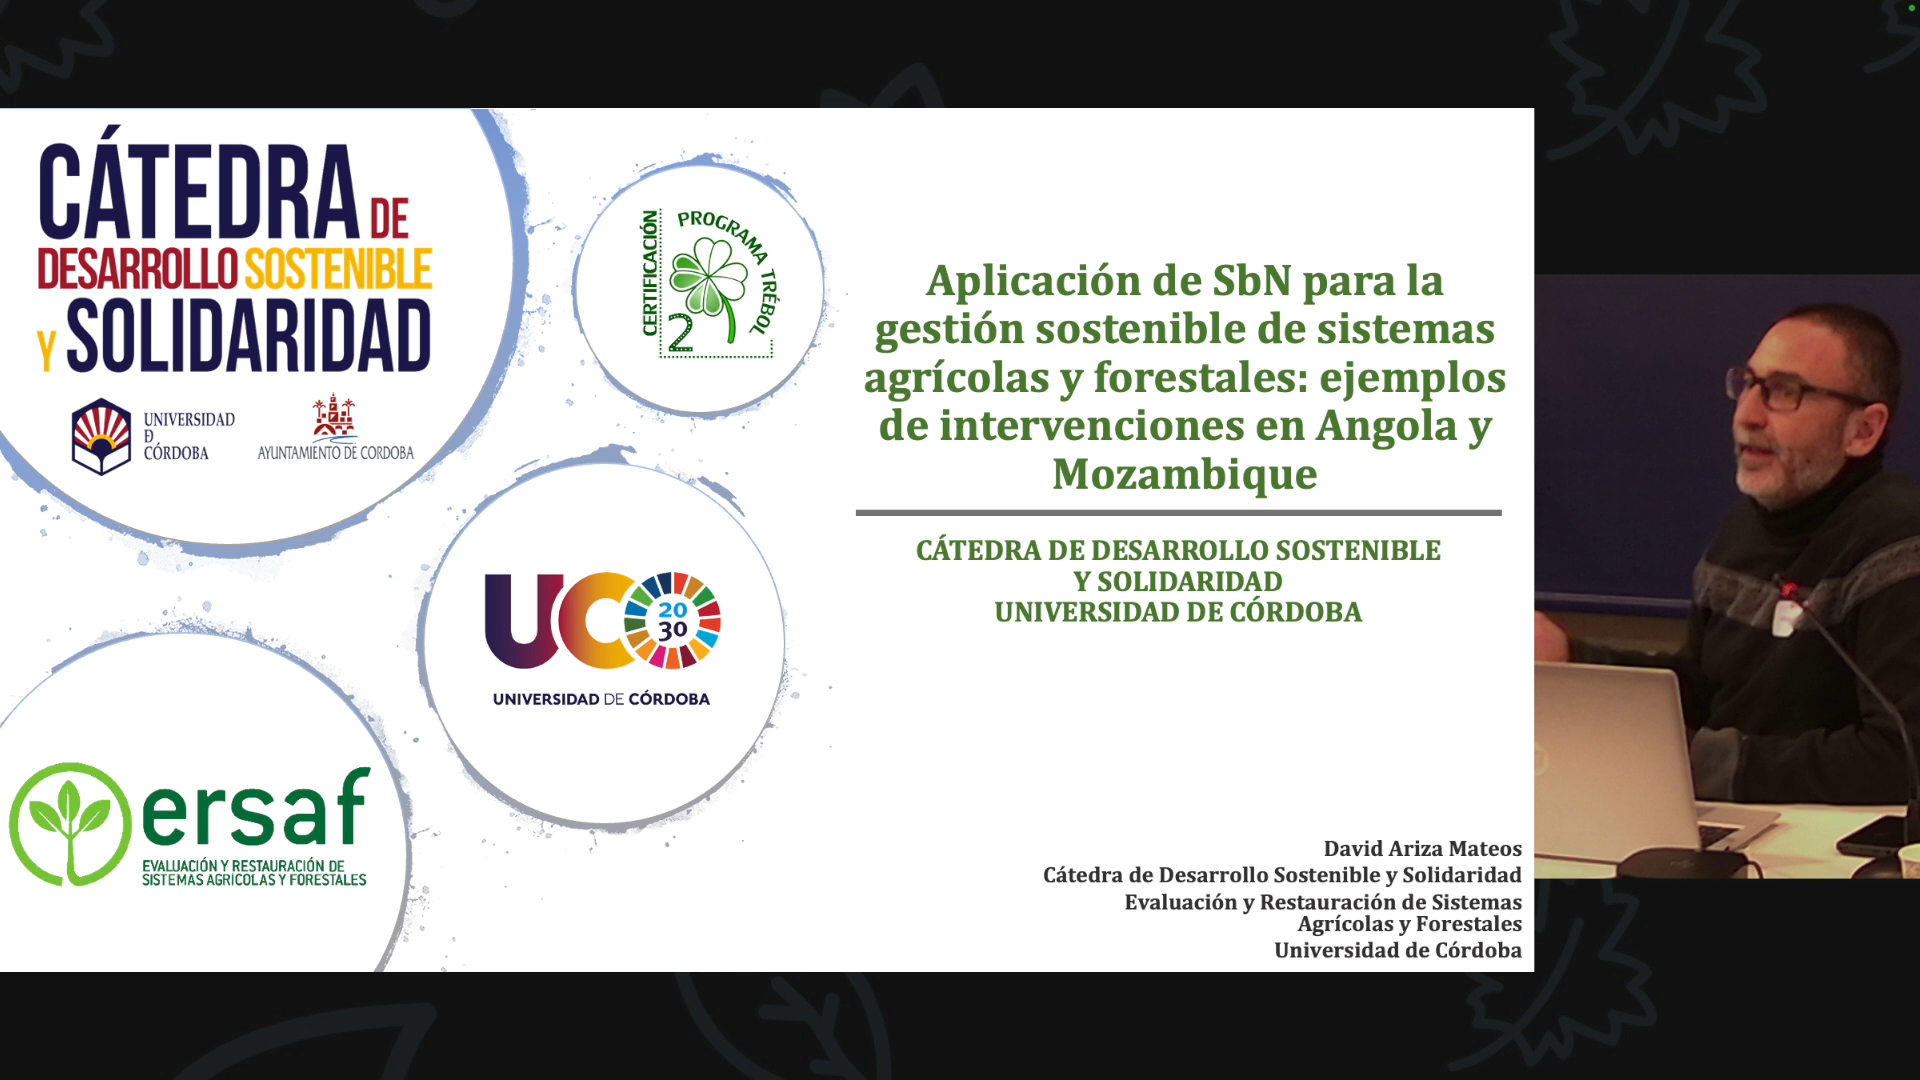 CÁTEDRA DE
DESARROLLO SOSTENIBLE
Y SOLIDARIDAD
UNIVERSIDAD
Ð
CÓRDOBA
AYUNTAMIENTO DE CORDOBA
CERTIFICACIÓN
PROGRAMA TRÉBOL
2
UCO
20
30
UNIVERSIDAD DE CÓRDOBA
ersaf
EVALUACIÓN Y RESTAURACIÓN DE
SISTEMAS AGRÍCOLAS Y FORESTALES
Aplicación de SbN para la
gestión sostenible de sistemas
agrícolas y forestales: ejemplos
de intervenciones en Angola y
Mozambique
CÁTEDRA DE DESARROLLO SOSTENIBLE
Y SOLIDARIDAD
UNIVERSIDAD DE CÓRDOBA
David Ariza Mateos
Cátedra de Desarrollo Sostenible y Solidaridad
Evaluación y Restauración de Sistemas
Agrícolas y Forestales
Universidad de Córdoba